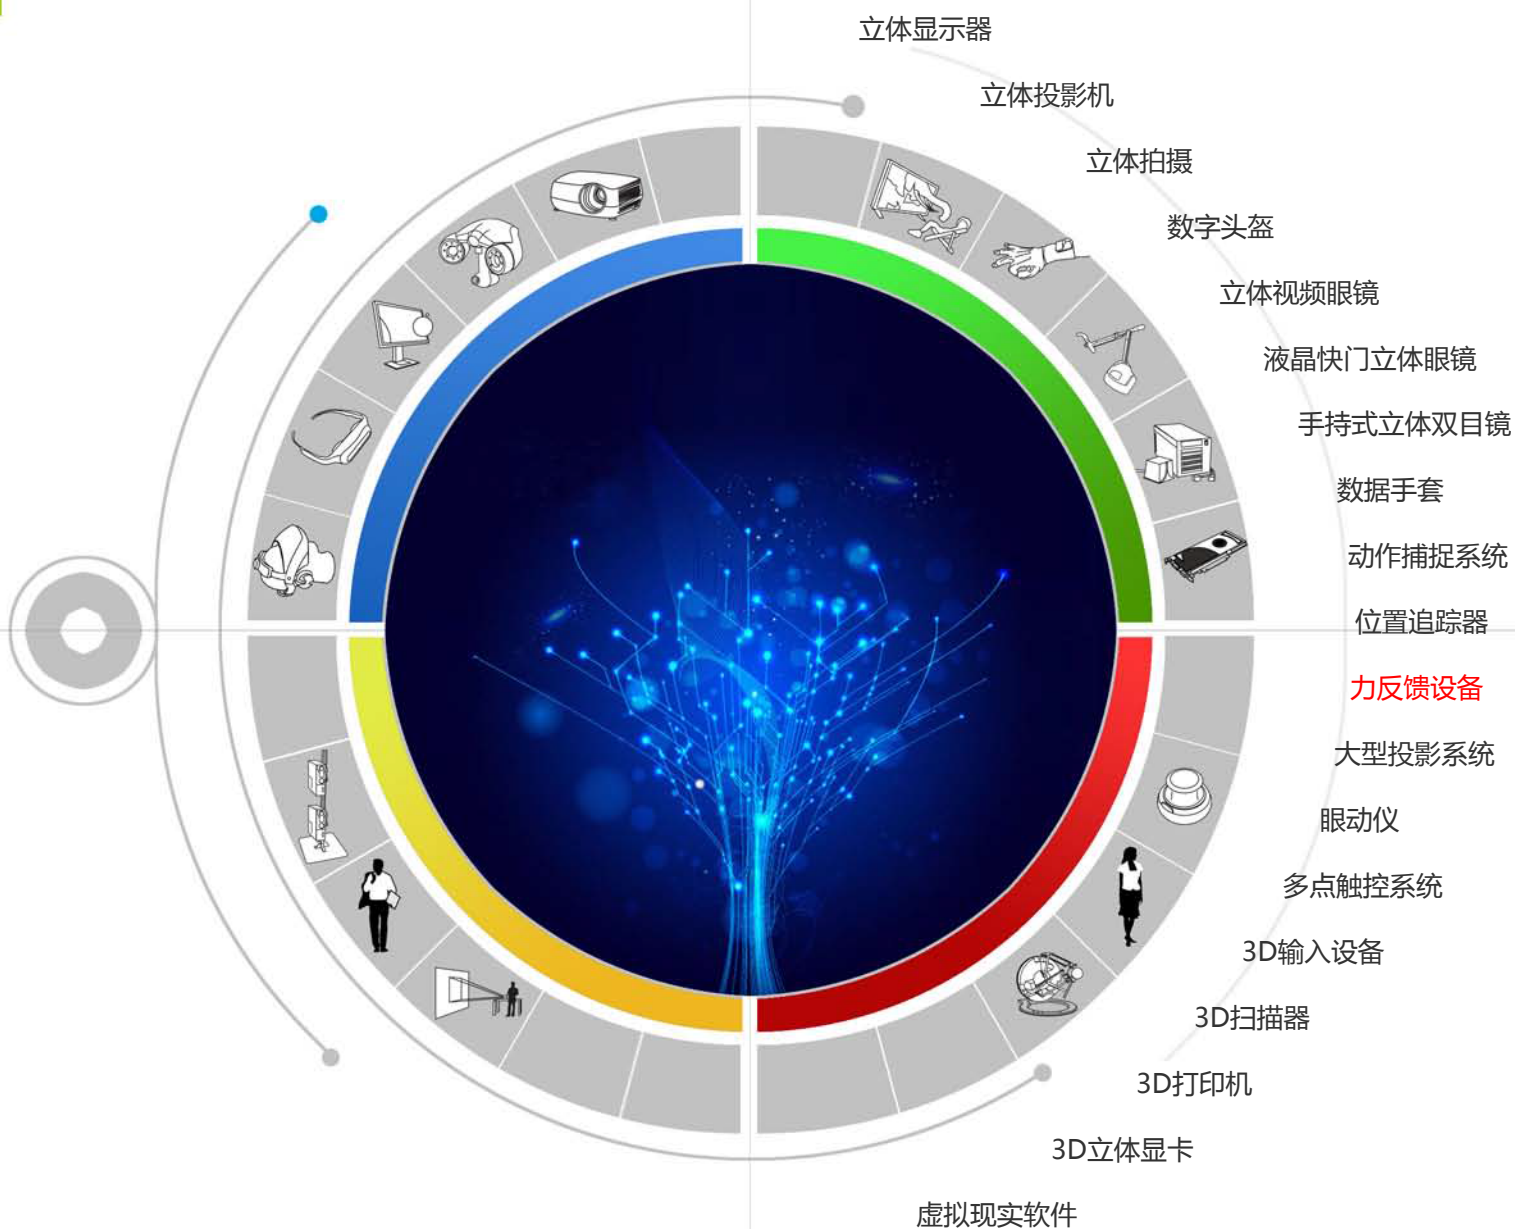 立体显示器
立体投影机
立体拍摄
数字头盔
立体视频眼镜
液晶快门立体眼镜
手持式立体双目镜
数据手套
动作捕捉系统
位置追踪器
力反馈设备
大型投影系统
眼动仪
多点触控系统
3D输入设备
3D扫描器
3D打印机
3D立体显卡
虚拟现实软件